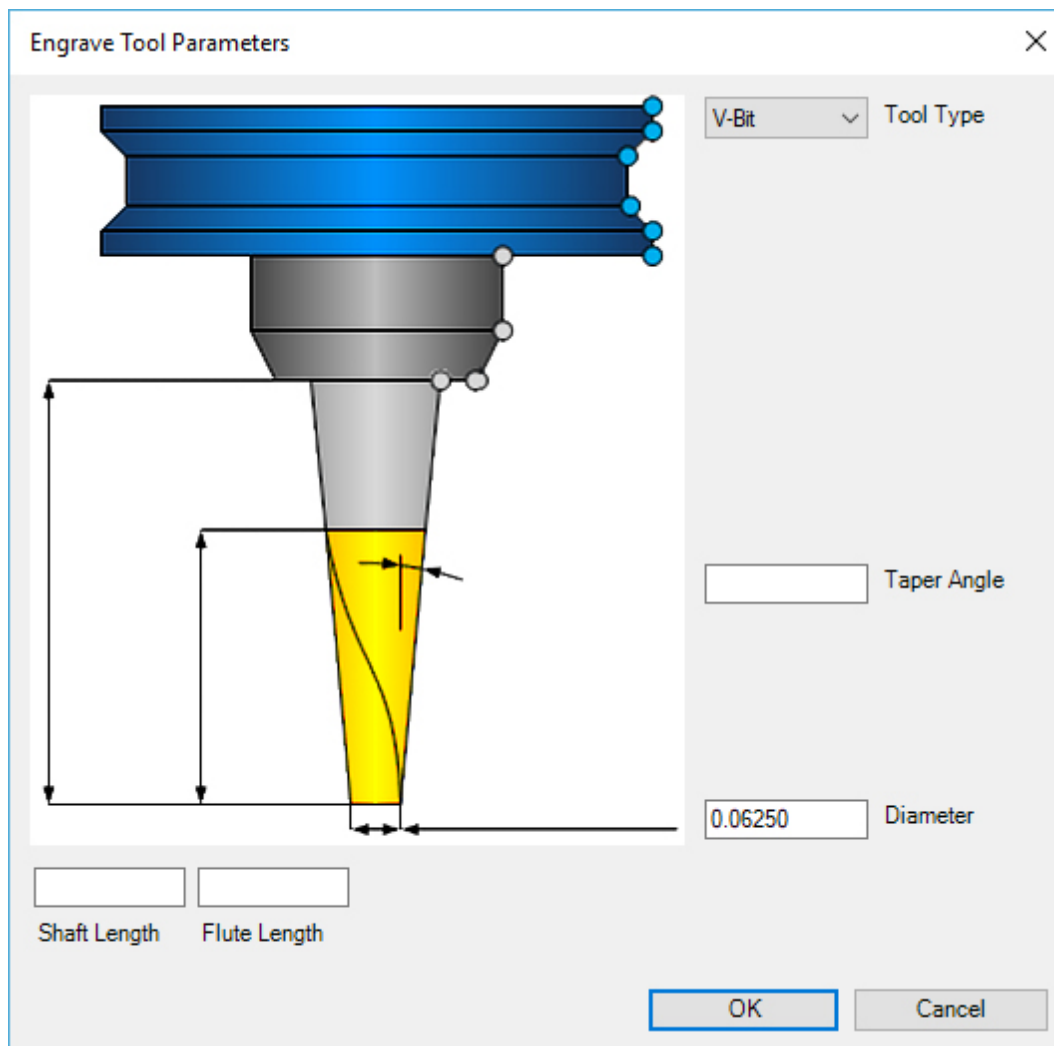 Engrave Tool Parameters
V-Bit Tool Type
Taper Angle
0.06250 Diameter
Shaft Length Flute Length
OK Cancel